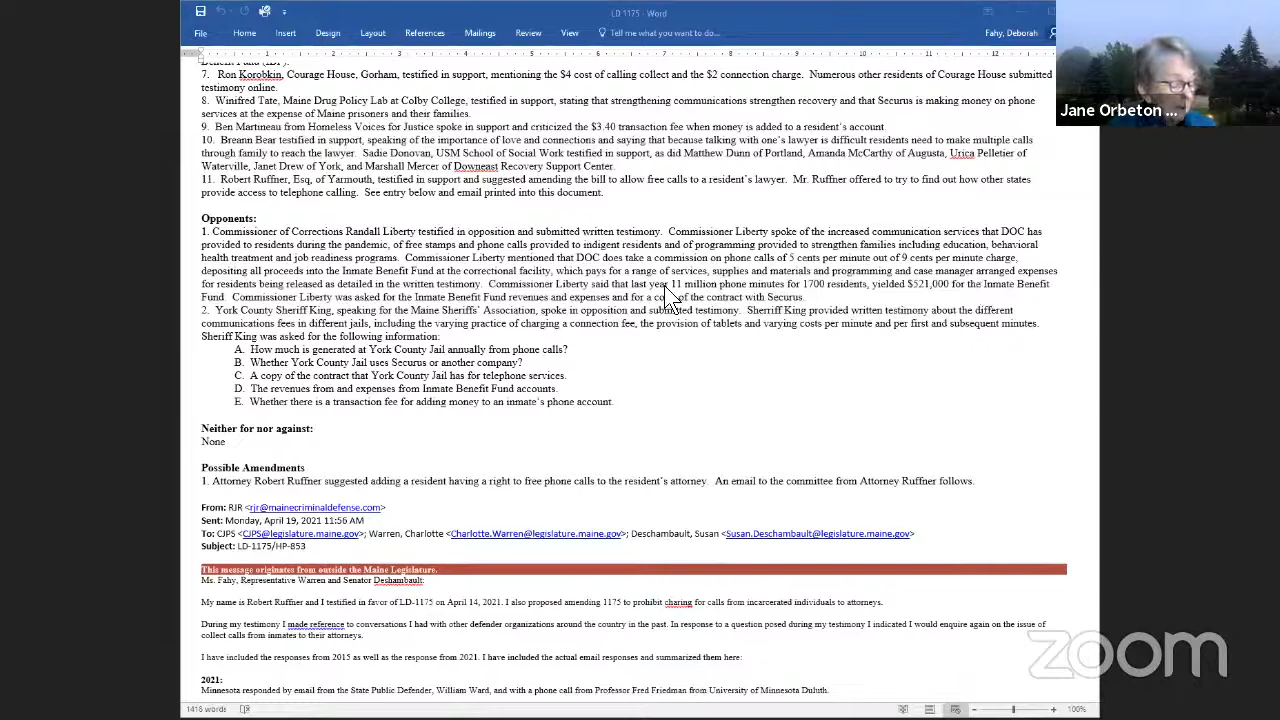 LD 1175 - Word
File Home Insert Design Layout References Mailings Review View Tell me what you want to do... Fahy, Deborah
1 2 3 4 5 6 7 8 9 10 11 12
Jane Orbeton ...
Benefit Fund (IBF).
7. Ron Korobkin, Courage House, Gorham, testified in support, mentioning the $4 cost of calling collect and the $2 connection charge. Numerous other residents of Courage House submitted
testimony online.
8. Winifred Tate, Maine Drug Policy Lab at Colby College, testified in support, stating that strengthening communications strengthen recovery and that Securus is making money on phone
services at the expense of Maine prisoners and their families.
9. Ben Martineau from Homeless Voices for Justice spoke in support and criticized the $3.40 transaction fee when money is added to a resident's account.
10. Breann Bear testified in support, speaking of the importance of love and connections and saying that because talking with one's lawyer is difficult residents need to make multiple calls
through family to reach the lawyer. Sadie Donovan, USM School of Social Work testified in support, as did Matthew Dunn of Portland, Amanda McCarthy of Augusta, Urica Pelletier of
Waterville, Janet Drew of York, and Marshall Mercer of Downeast Recovery Support Center.
11. Robert Ruffner, Esq. of Yarmouth, testified in support and suggested amending the bill to allow free calls to a resident's lawyer. Mr. Ruffner offered to try to find out how other states
provide access to telephone calling. See entry below and email printed into this document.
Opponents:
1. Commissioner of Corrections Randall Liberty testified in opposition and submitted written testimony. Commissioner Liberty spoke of the increased communication services that DOC has
provided to residents during the pandemic, of free stamps and phone calls provided to indigent residents and of programming provided to strengthen families including education, behavioral
health treatment and job readiness programs. Commissioner Liberty mentioned that DOC does take a commission on phone calls of 5 cents per minute out of 9 cents per minute charge,
depositing all proceeds into the Inmate Benefit Fund at the correctional facility, which pays for a range of services, supplies and materials and programming and case manager arranged expenses
for residents being released as detailed in the written testimony. Commissioner Liberty said that last year 11 million phone minutes for 1700 residents, yielded $521,000 for the Inmate Benefit
Fund. Commissioner Liberty was asked for the Inmate Benefit Fund revenues and expenses and for a co of the contract with Securus.
2. York County Sheriff King, speaking for the Maine Sheriffs' Association, spoke in opposition and submitted testimony. Sherriff King provided written testimony about the different
communications fees in different jails, including the varying practice of charging a connection fee, the provision of tablets and varying costs per minute and per first and subsequent minutes.
Sheriff King was asked for the following information:
A. How much is generated at York County Jail annually from phone calls?
B. Whether York County Jail uses Securus or another company?
C. A copy of the contract that York County Jail has for telephone services.
D. The revenues from and expenses from Inmate Benefit Fund accounts.
E. Whether there is a transaction fee for adding money to an inmate's phone account.
Neither for nor against:
None
Possible Amendments
1. Attorney Robert Ruffner suggested adding a resident having a right to free phone calls to the resident's attorney. An email to the committee from Attorney Ruffner follows.
From: RJR <rjr@mainecriminaldefense.com>
Sent: Monday, April 19, 2021 11:56 AM
To: CJPS <CJPS@legislature.maine.gov>; Warren, Charlotte <Charlotte.Warren@legislature.maine.gov>; Deschambault, Susan <Susan.Deschambault@legislature.maine.gov>
Subject: LD-1175/HP-853
This message originates from outside the Maine Legislature.
Ms. Fahy, Representative Warren and Senator Deshambault:
My name is Robert Ruffner and I testified in favor of LD-1175 on April 14, 2021. I also proposed amending 1175 to prohibit charing for calls from incarcerated individuals to attorneys.
During my testimony I made reference to conversations I had with other defender organizations around the country in the past. In response to a question posed during my testimony I indicated I would enquire again on the issue of
collect calls from inmates to their attorneys.
I have included the responses from 2015 as well as the response from 2021. I have included the actual email responses and summarized them here:
2021:
Minnesota responded by email from the State Public Defender, William Ward, and with a phone call from Professor Fred Friedman from University of Minnesota Duluth.
zoom
1416 words 100%